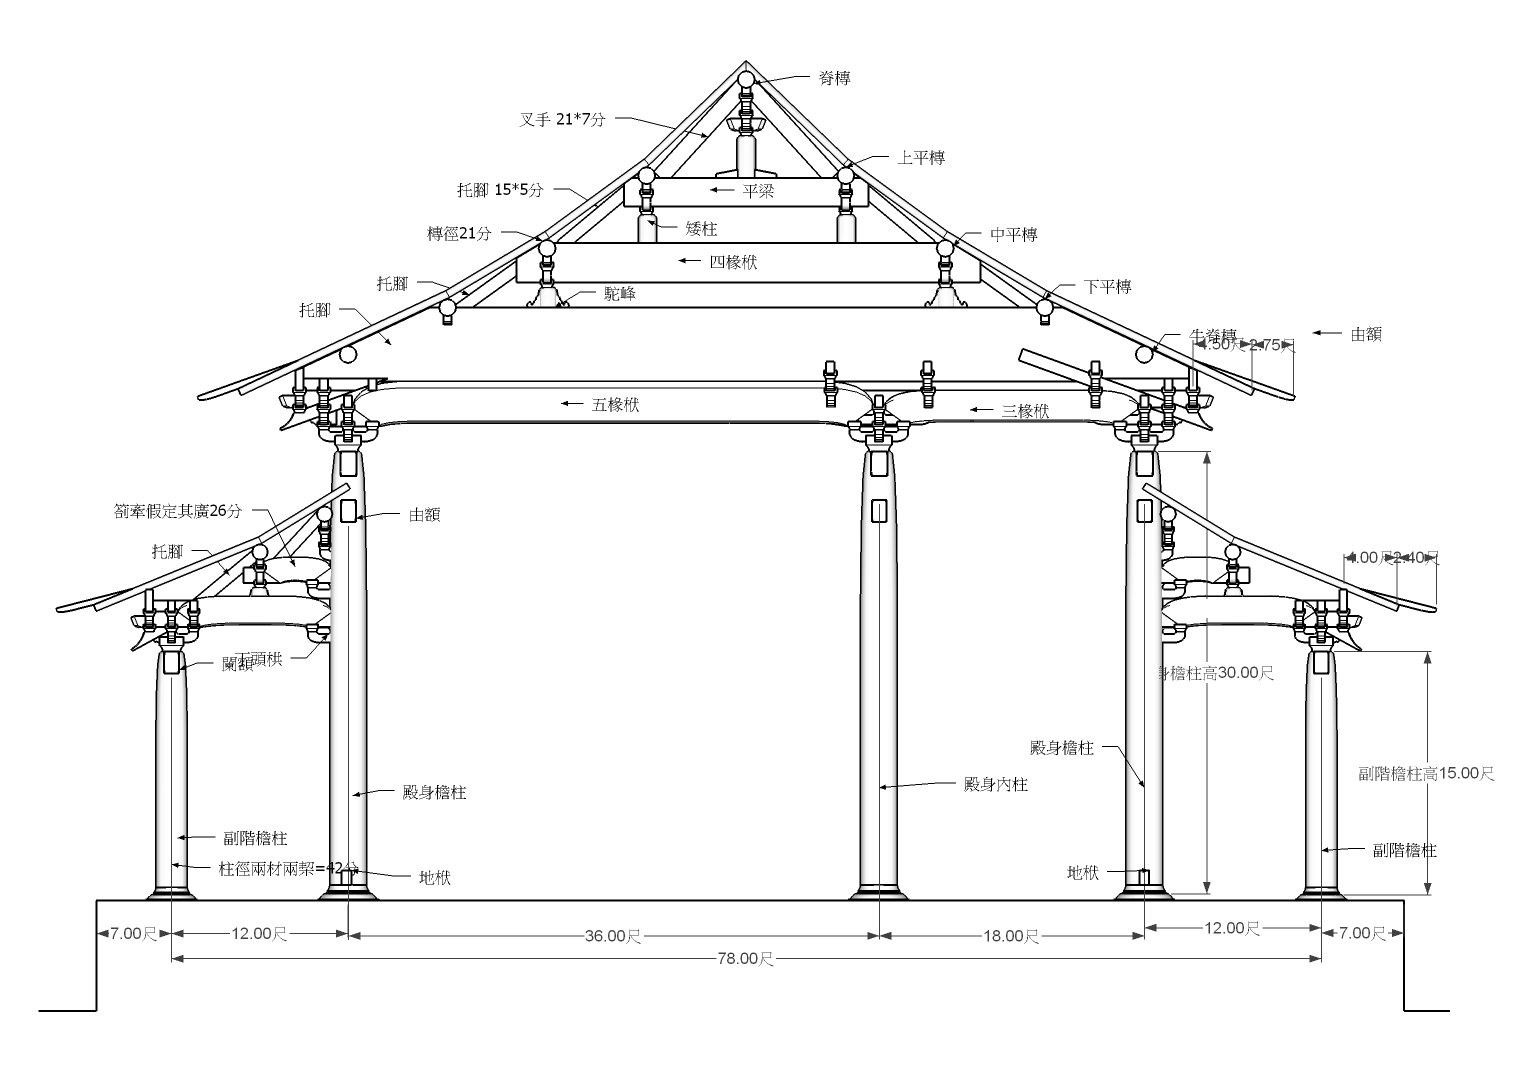 脊槫
叉手 21*7分
上平槫
托腳 15*5分
平梁
矮柱
槫徑21分
中平槫
四椽栿
托腳
下平槫
駝峰
托腳
牛脊槫
由額
4.50尺
2.75尺
五椽栿
三椽栿
劄牽假定其廣26分
由額
托腳
4.00尺
2.40尺
丁頭栱
闌額
身檐柱高30.00尺
殿身檐柱
副階檐柱高15.00尺
殿身檐柱
殿身內柱
副階檐柱
副階檐柱
柱徑兩材兩栔=42分
地栿
地栿
7.00尺
12.00尺
36.00尺
18.00尺
12.00尺
7.00尺
78.00尺